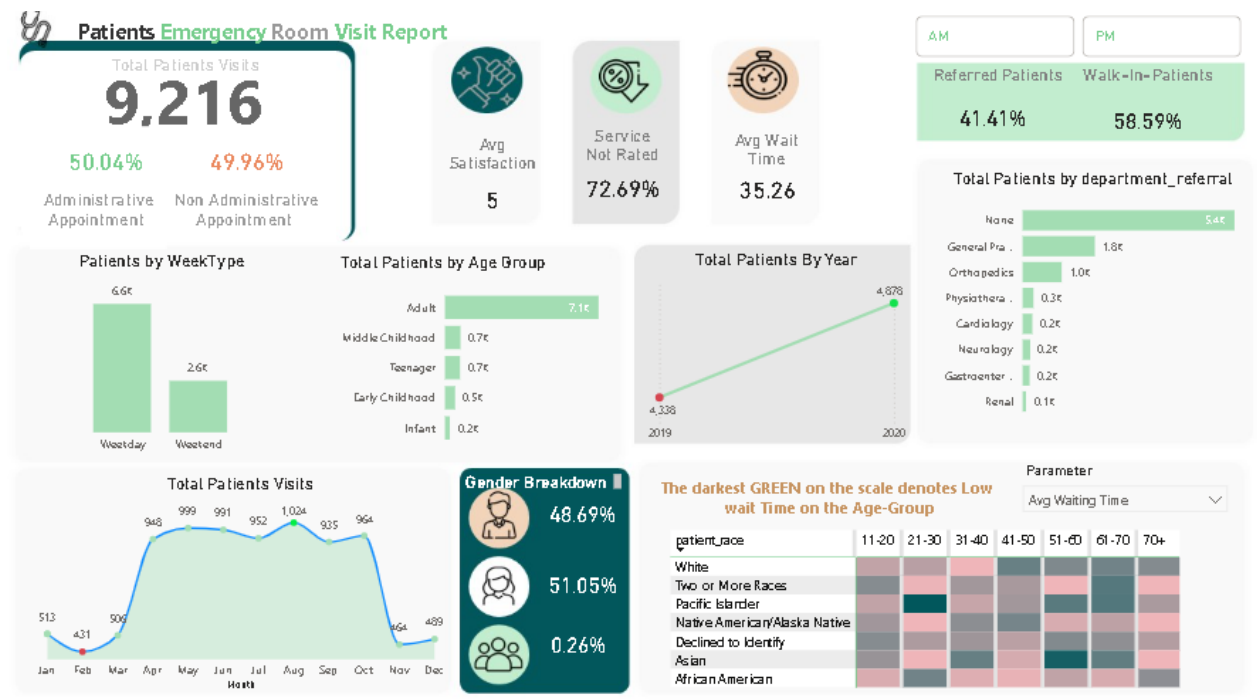 Patients Emergency Room Visit Report
Total Patients Visits
9,216
50.04%
49.96%
Administrative
Appointment
Non Administrative
Appointment
Avg
Satisfaction
5
Service
Not Rated
72.69%
Avg Wait
Time
35.26
AM
PM
Referred Patients
Walk-In-Patients
41.41%
58.59%
Patients by WeekType
6.6K
2.6K
Weekday
Weekend
Total Patients by Age Group
Adult
7.1K
Middle Childhood
0.7K
Teenager
0.7K
Early Childhood
0.5K
Infant
0.2K
Total Patients By Year
4,878
4,338
2019
2020
Total Patients by department_referral
None
5.4K
General Pra...
1.8K
Orthopedics
1.0K
Physiothera...
0.3K
Cardiology
0.2K
Neurology
0.2K
Gastroenter...
0.2K
Renal
0.1K
Total Patients Visits
513
431
506
948
999
991
952
1,024
935
964
464
489
Jan
Feb
Mar
Apr
May
Jun
Jul
Aug
Sep
Oct
Nov
Dec
Month
Gender Breakdown
48.69%
51.05%
0.26%
The darkest GREEN on the scale denotes Low
wait Time on the Age-Group
Parameter
Avg Waiting Time
patient_race
11-20
21-30
31-40
41-50
51-60
61-70
70+
White
Two or More Races
Pacific Islander
Native American/Alaska Native
Declined to Identify
Asian
African American